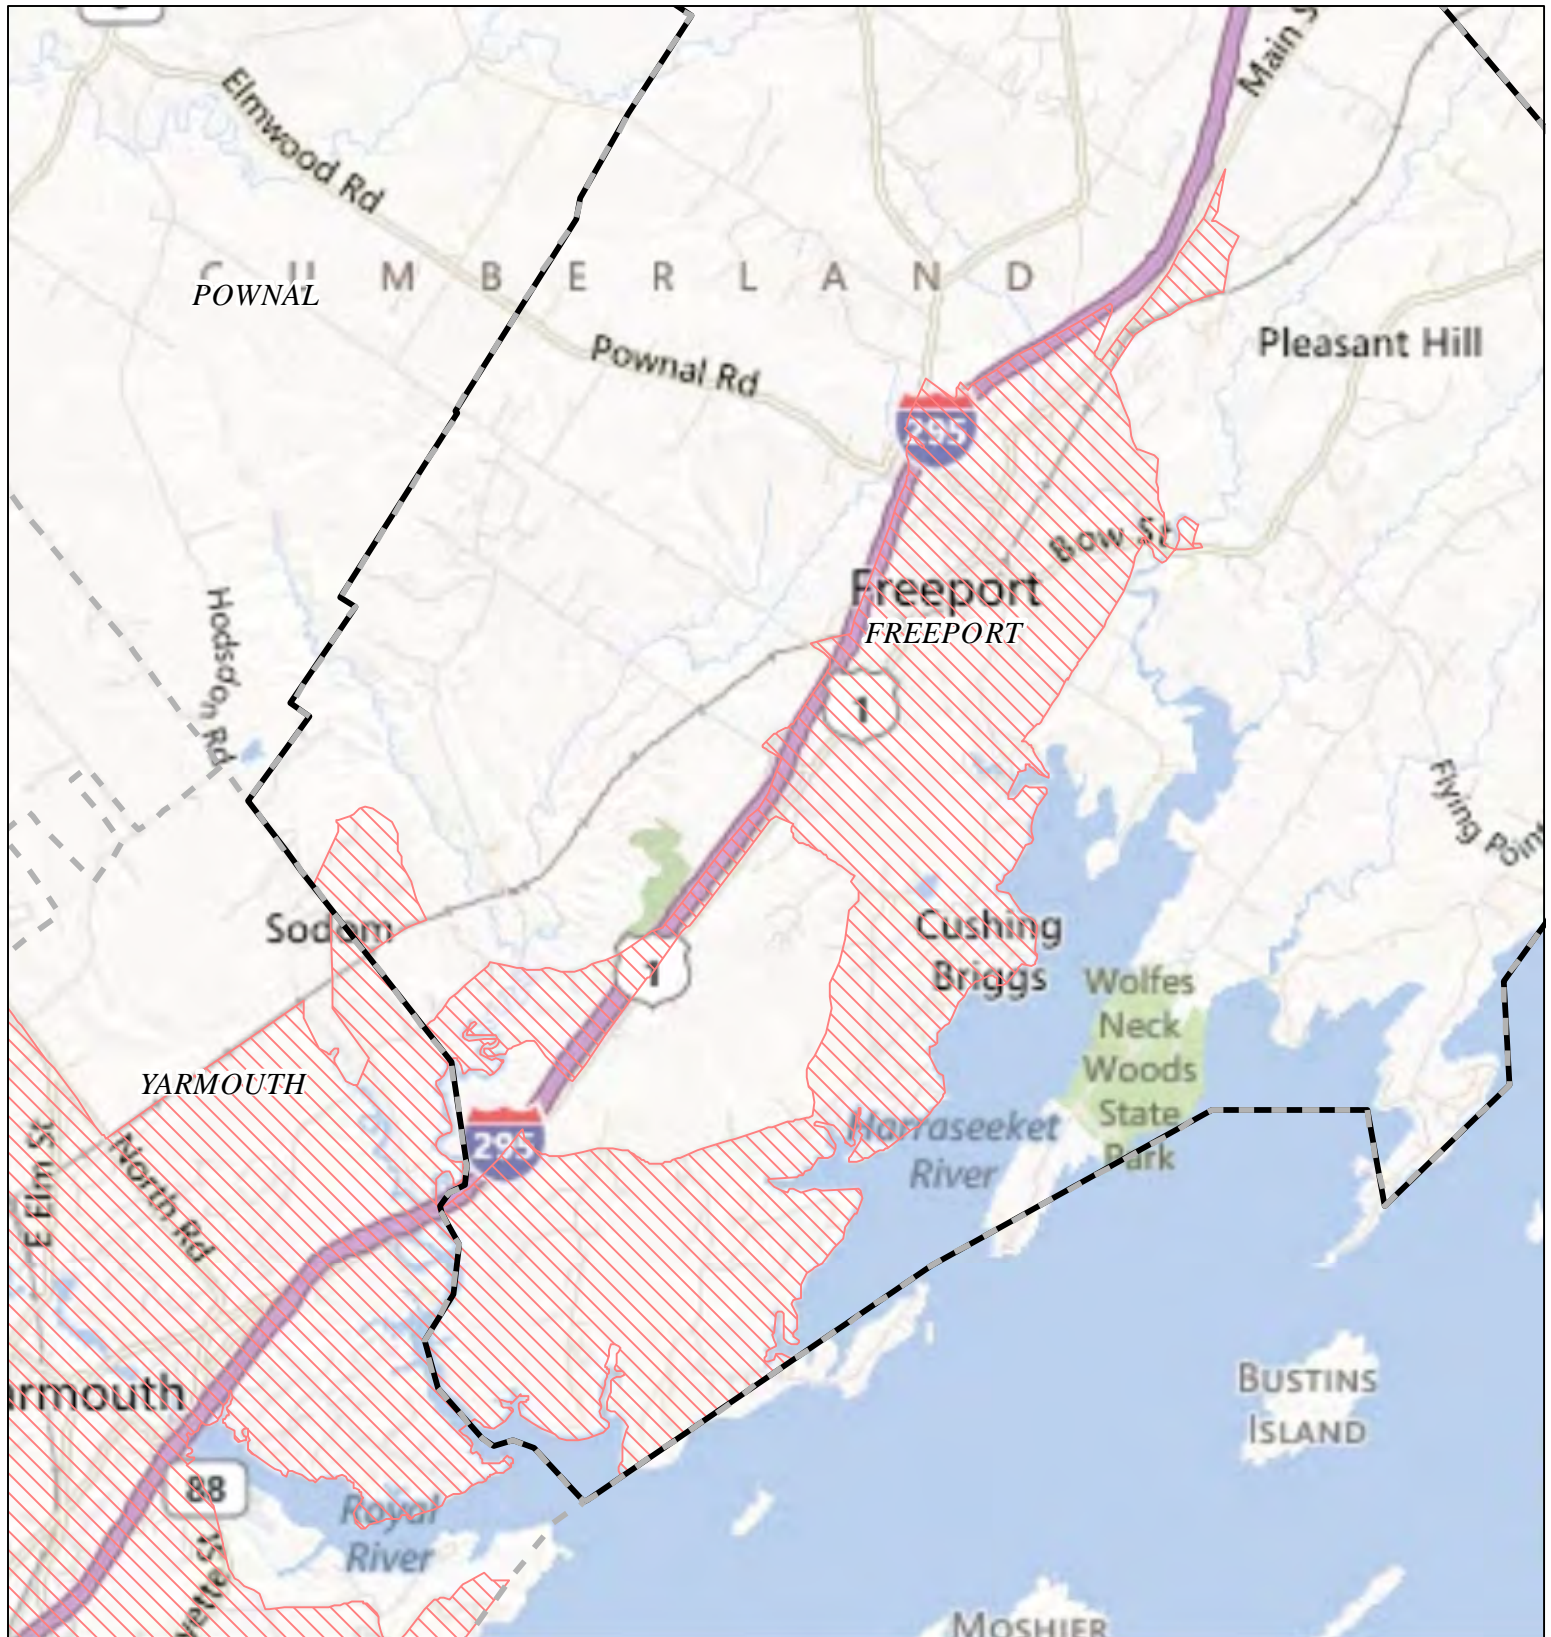 Main S
Elmwood Rd
C U M B E R L A N D
POWNAL
Pownal Rd
Pleasant Hill
295
Bow St
Freeport
FREEPORT
Hodsdon Rd
1
Flying Point
Sodom
Cushing
Briggs
1
Wolfes
Neck
Woods
State
Park
YARMOUTH
Harraseeket
River
295
E Elm St
North Rd
armouth
BUSTINS
ISLAND
88
Royal
River
yette St
MOSHIER